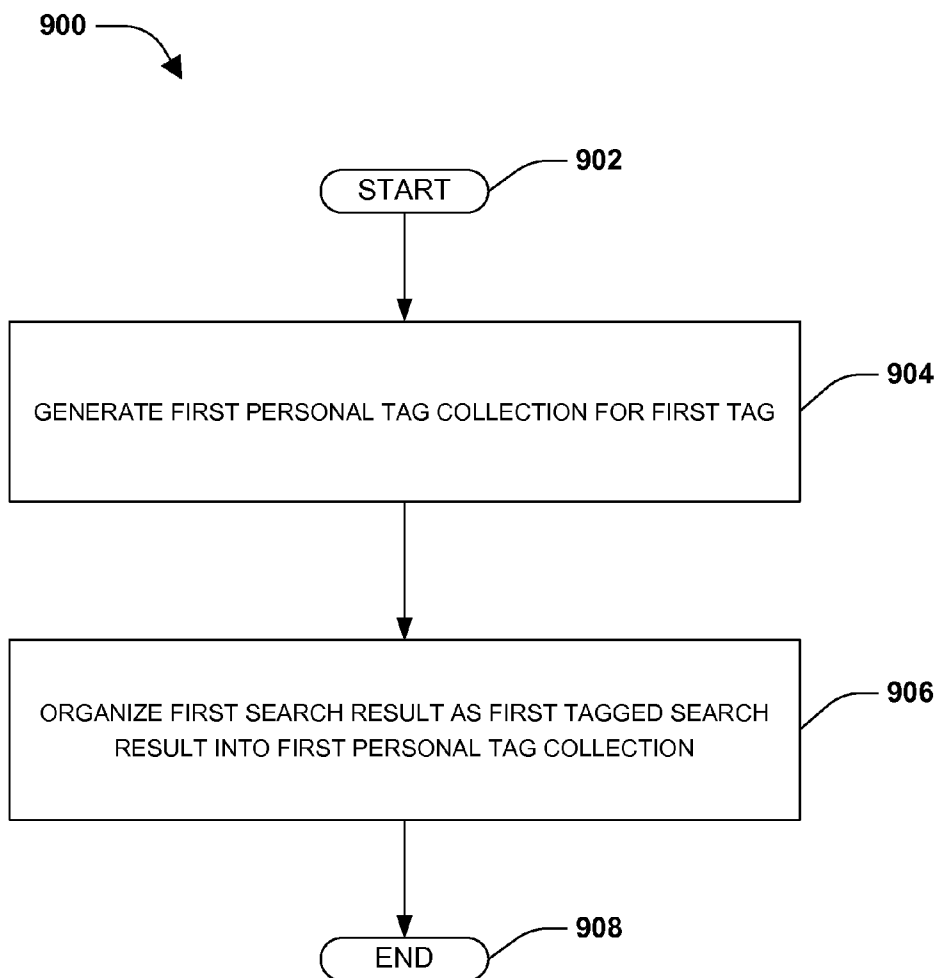 900
902
START
904
GENERATE FIRST PERSONAL TAG COLLECTION FOR FIRST TAG
906
ORGANIZE FIRST SEARCH RESULT AS FIRST TAGGED SEARCH
RESULT INTO FIRST PERSONAL TAG COLLECTION
908
END